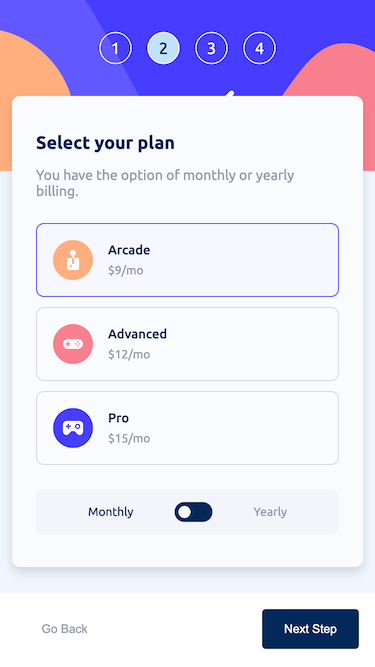 1 2 3 4
Select your plan
You have the option of monthly or yearly
billing.
Arcade
$9/mo
Advanced
$12/mo
Pro
$15/mo
Monthly Yearly
Go Back Next Step